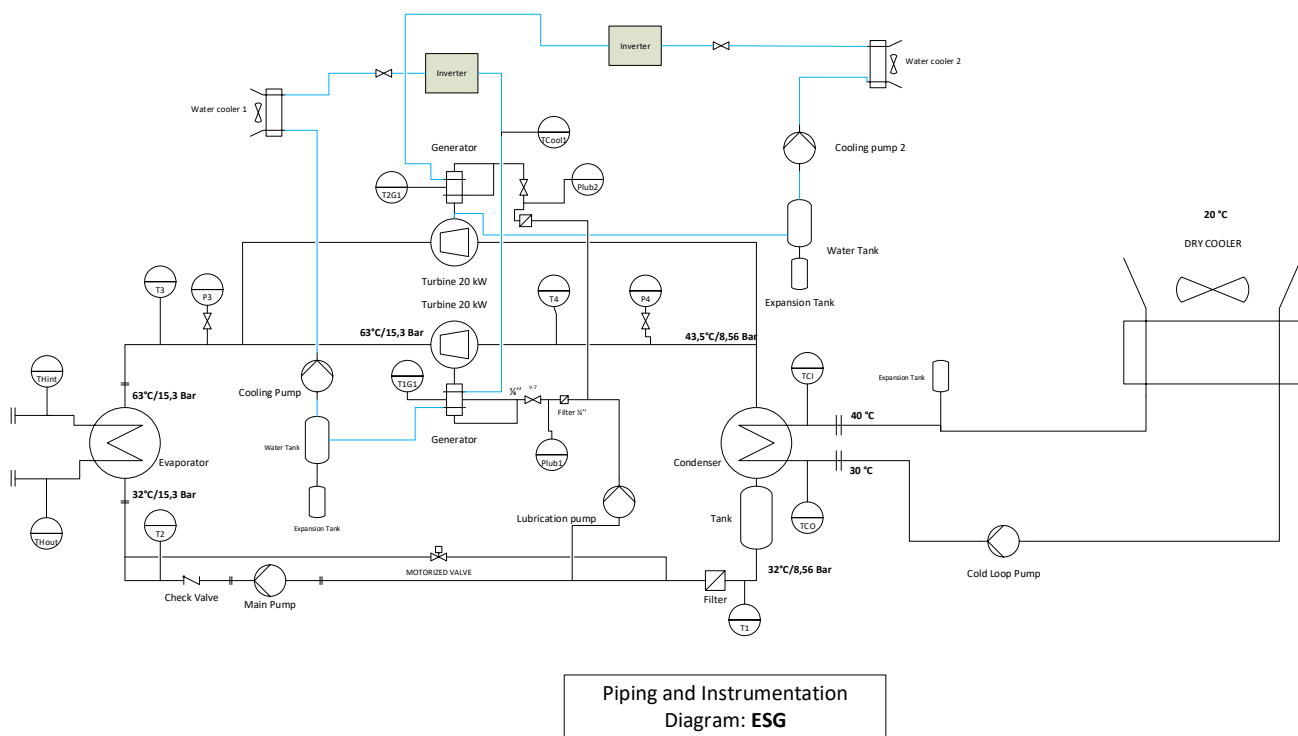 Inverter
Water cooler 2
Inverter
Water cooler 1
TCool1
Generator
Cooling pump 2
T2G1
Plub2
20 °C
DRY COOLER
Water Tank
Turbine 20 kW
Expansion Tank
T3
P3
Turbine 20 kW
T4
P4
63°C/15,3 Bar
43,5°C/8,56 Bar
THint
Cooling Pump
T1G1
TCI
Expansion Tank
63°C/15,3 Bar
¼’’
V-7
Filter ¼’’
40 °C
Water Tank
Generator
Evaporator
Plub1
Condenser
30 °C
32°C/15,3 Bar
Expansion Tank
Lubrication pump
Tank
TCO
THout
T2
32°C/8,56 Bar
MOTORIZED VALVE
Cold Loop Pump
Check Valve
Main Pump
Filter
T1
Piping and Instrumentation
Diagram: ESG